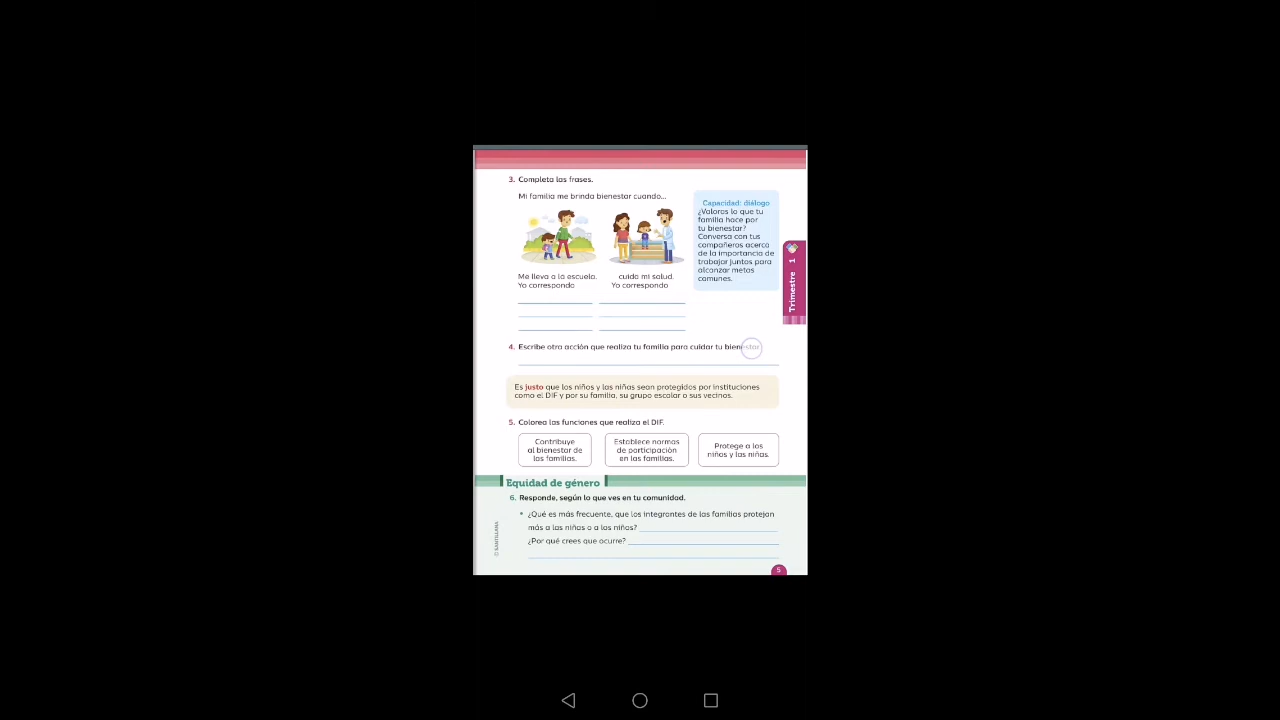 3. Completa las frases.
Mi familia me brinda bienestar cuando...
Me lleva a la escuela.
Yo correspondo
cuida mi salud.
Yo correspondo
Capacidad: diálogo
¿Valoras lo que tu
familia hace por
tu bienestar?
Conversa con tus
compañeros acerca
de la importancia de
trabajar juntos para
alcanzar metas
comunes.
Trimestre 1
4. Escribe otra acción que realiza tu familia para cuidar tu bienestar
Es justo que los niños y las niñas sean protegidos por instituciones
como el DIF y por su familia, su grupo escolar o sus vecinos.
5. Colorea las funciones que realiza el DIF.
Contribuye
al bienestar de
las familias.
Establece normas
de participación
en las familias.
Protege a los
niños y las niñas.
Equidad de género
6. Responde, según lo que ves en tu comunidad.
• ¿Qué es más frecuente, que los integrantes de las familias protejan
más a las niñas o a los niños?
¿Por qué crees que ocurre?
© SANTILLANA
5